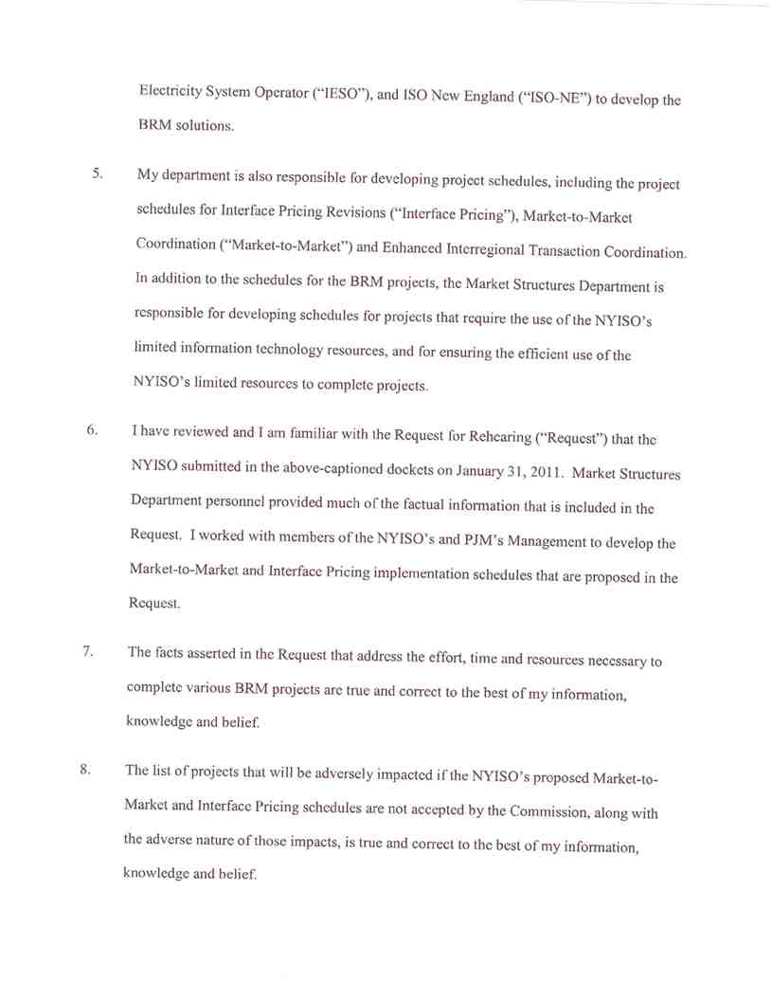 Electricity System Operator (“IESO”), and ISO New England (“ISO-NE”) to develop the
BRM solutions.
5. My department is also responsible for developing project schedules, including the project
schedules for Interface Pricing Revisions (“Interface Pricing”), Market-to-Market
Coordination (“Market-to-Market”) and Enhanced Interregional Transaction Coordination.
In addition to the schedules for the BRM projects, the Market Structures Department is
responsible for developing schedules for projects that require the use of the NYISO’s
limited information technology resources, and for ensuring the efficient use of the
NYISO’s limited resources to complete projects.
6. I have reviewed and I am familiar with the Request for Rehearing (“Request”) that the
NYISO submitted in the above-captioned dockets on January 31, 2011. Market Structures
Department personnel provided much of the factual information that is included in the
Request. I worked with members of the NYISO’s and PJM’s Management to develop the
Market-to-Market and Interface Pricing implementation schedules that are proposed in the
Request.
7. The facts asserted in the Request that address the effort, time and resources necessary to
complete various BRM projects are true and correct to the best of my information,
knowledge and belief.
8. The list of projects that will be adversely impacted if the NYISO’s proposed Market-to-
Market and Interface Pricing schedules are not accepted by the Commission, along with
the adverse nature of those impacts, is true and correct to the best of my information,
knowledge and belief.